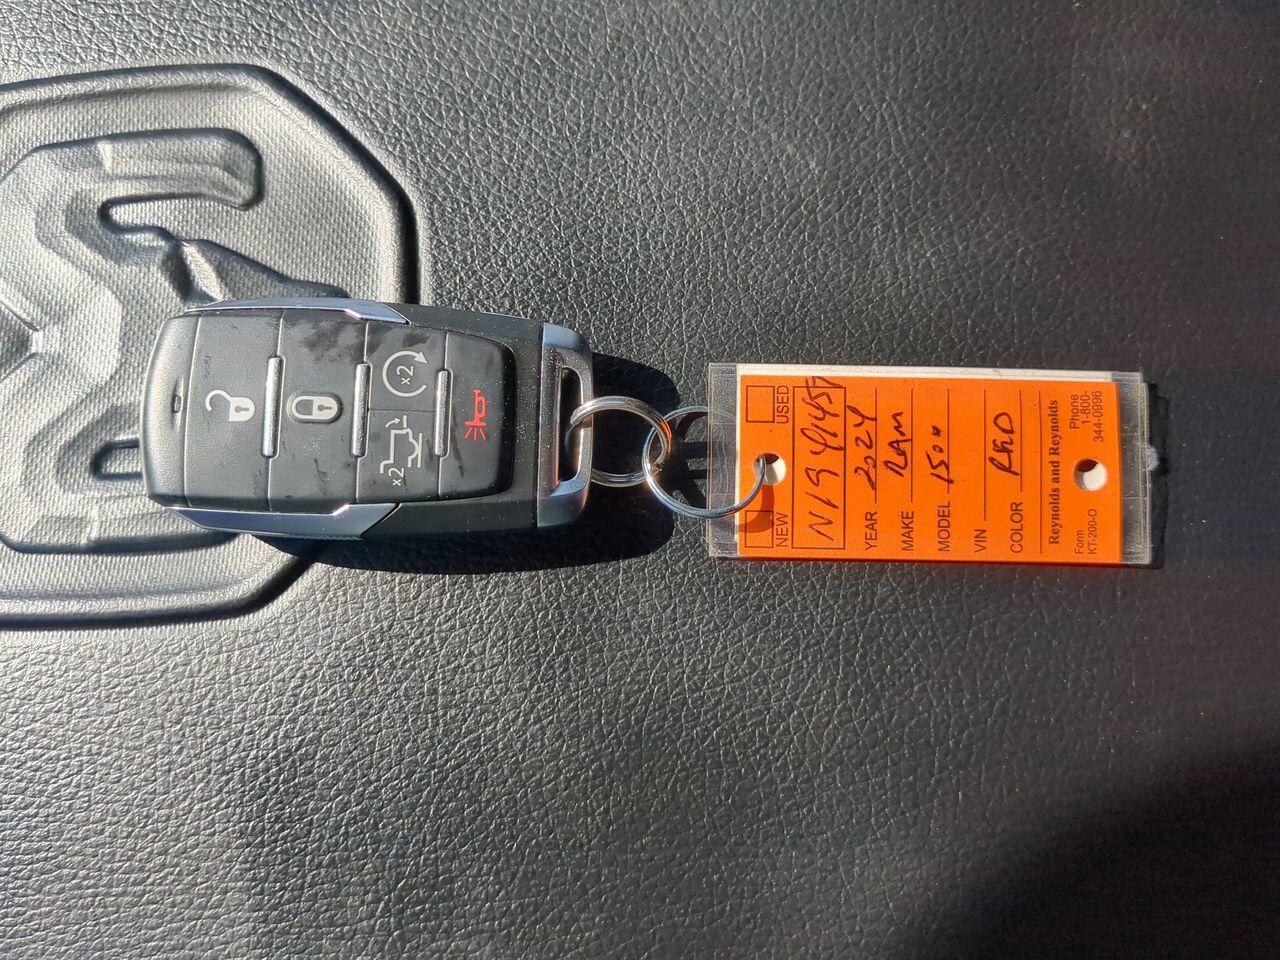 x2
x2
NEW USED
YEAR 2024
MAKE RAM
MODEL 1500
VIN
COLOR RED
Reynolds and Reynolds
Form
KT-200-O
Phone
1-800-
344-0996